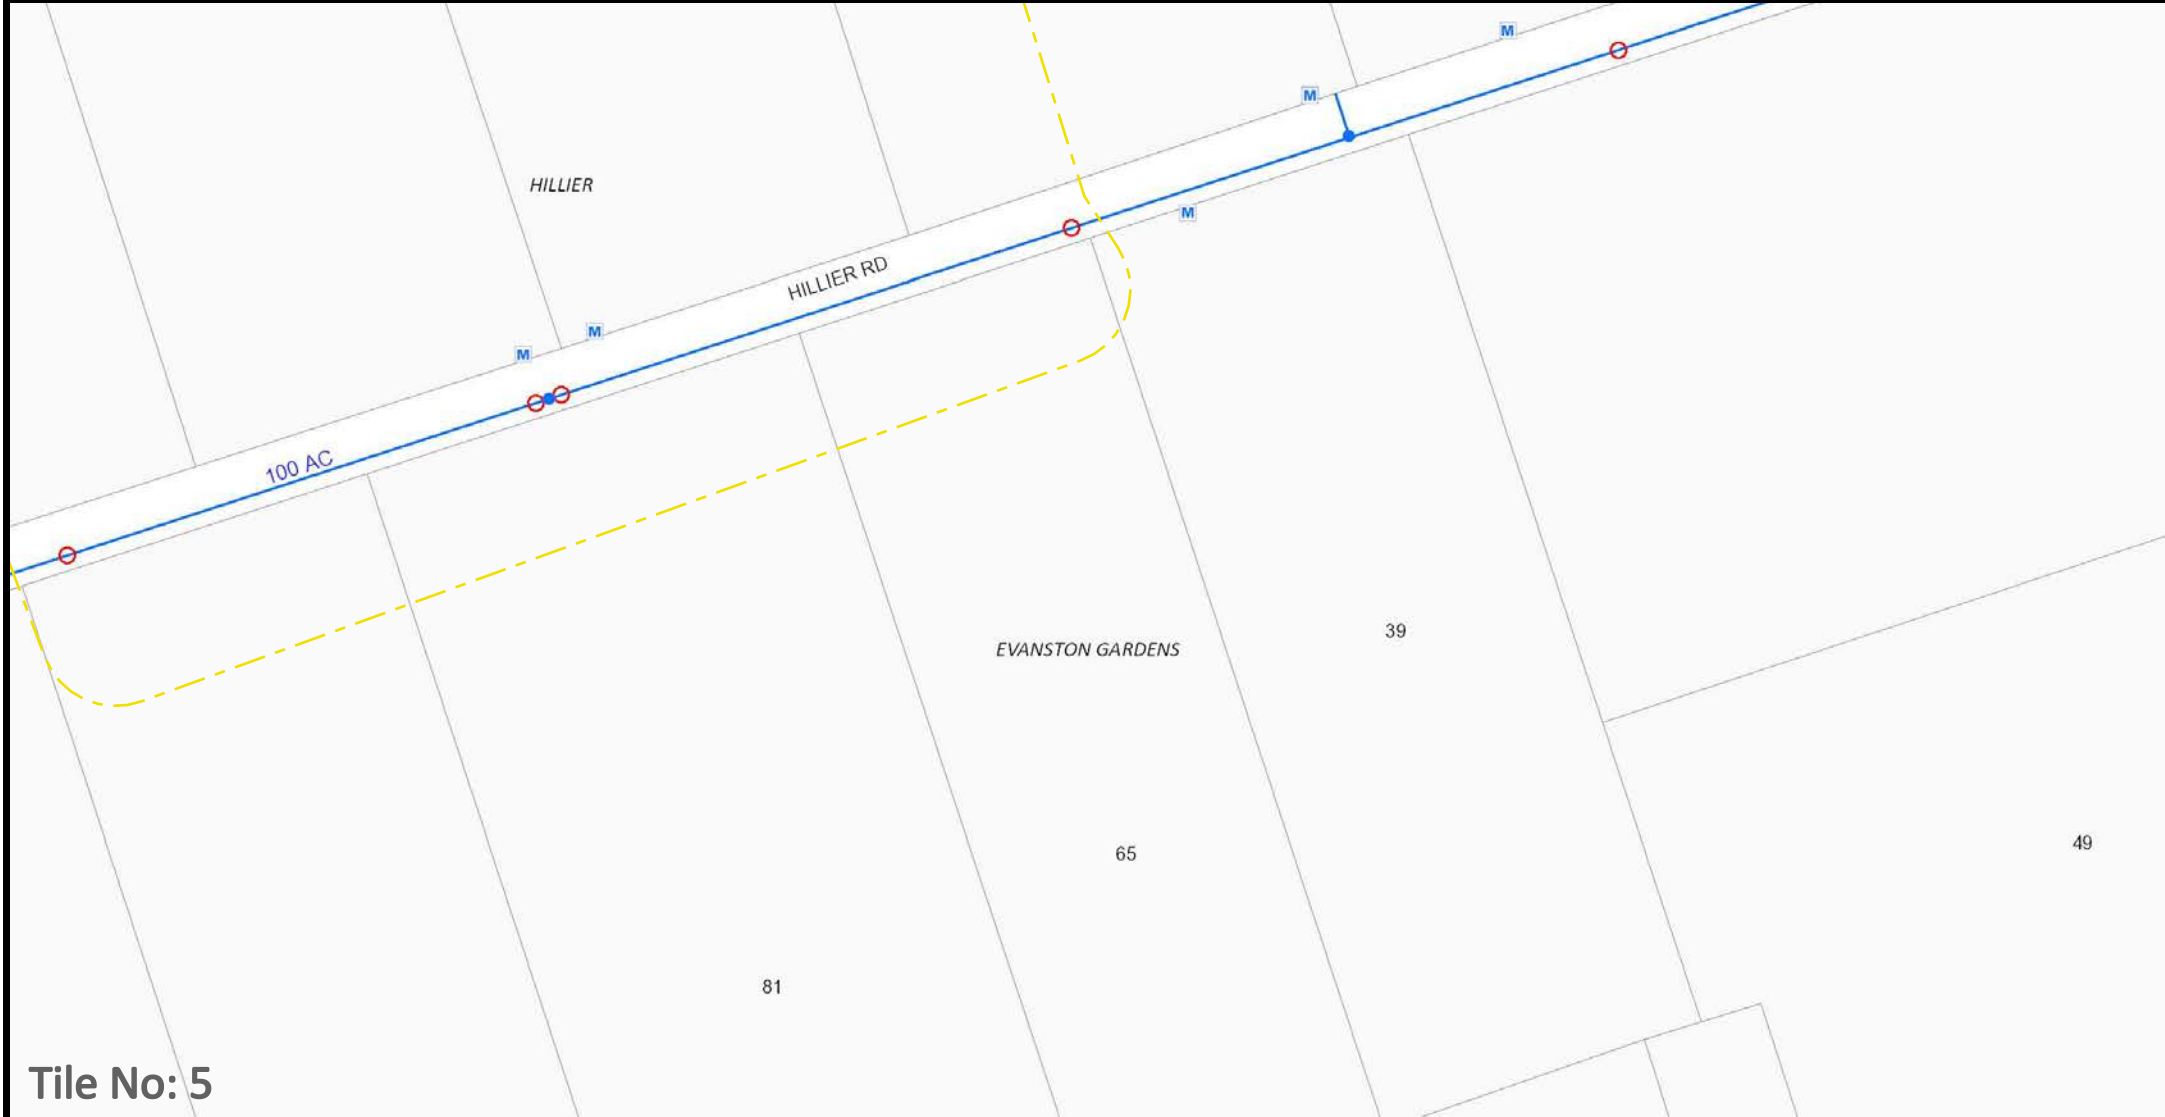 M
M
HILLIER
M
HILLIER RD
M
M
100 AC
39
EVANSTON GARDENS
49
65
81
Tile No: 5